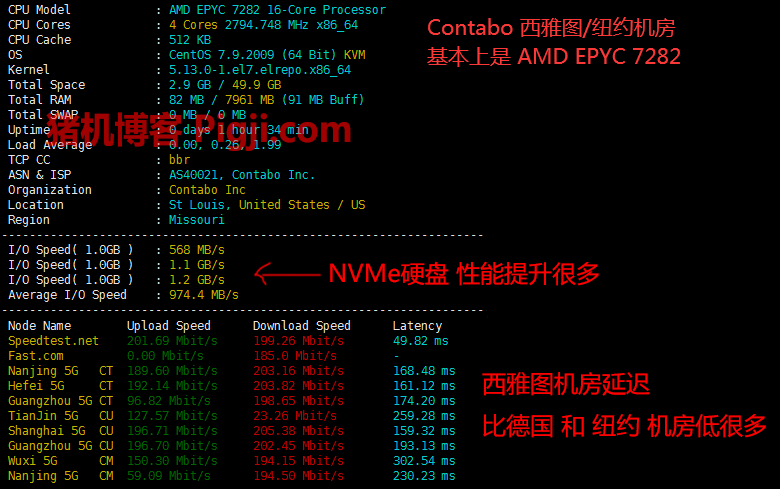 CPU Model : AMD EPYC 7282 16-Core Processor
CPU Cores : 4 Cores 2794.748 MHz x86_64
CPU Cache : 512 KB
OS : CentOS 7.9.2009 (64 Bit) KVM
Kernel : 5.13.0-1.el7.elrepo.x86_64
Total Space : 2.9 GB / 49.9 GB
Total RAM : 82 MB / 7961 MB (91 MB Buff)
Total SWAP : 0 MB / 0 MB
Uptime : 0 days 1 hour 34 min
Load Average : 0.00, 0.26, 1.99
TCP CC : bbr
ASN & ISP : AS40021, Contabo Inc.
Organization : Contabo Inc
Location : St Louis, United States / US
Region : Missouri
Contabo 西雅图/纽约机房
基本上是 AMD EPYC 7282
猪机博客 Pigji.com
I/O Speed( 1.0GB ) : 568 MB/s
I/O Speed( 1.0GB ) : 1.1 GB/s
I/O Speed( 1.0GB ) : 1.2 GB/s
Average I/O Speed : 974.4 MB/s
NVMe硬盘 性能提升很多
Node Name Upload Speed Download Speed Latency
Speedtest.net 201.69 Mbit/s 199.26 Mbit/s 49.82 ms
Fast.com 0.00 Mbit/s 185.0 Mbit/s -
Nanjing 5G CT 189.60 Mbit/s 203.16 Mbit/s 168.48 ms
Hefei 5G CT 192.14 Mbit/s 203.82 Mbit/s 161.12 ms
Guangzhou 5G CT 96.82 Mbit/s 198.65 Mbit/s 174.20 ms
TianJin 5G CU 127.57 Mbit/s 23.26 Mbit/s 259.28 ms
Shanghai 5G CU 196.71 Mbit/s 205.38 Mbit/s 159.32 ms
Guangzhou 5G CU 196.70 Mbit/s 202.45 Mbit/s 193.13 ms
Wuxi 5G CM 150.30 Mbit/s 194.15 Mbit/s 302.54 ms
Nanjing 5G CM 59.09 Mbit/s 194.50 Mbit/s 230.23 ms
西雅图机房延迟
比德国 和 纽约 机房低很多